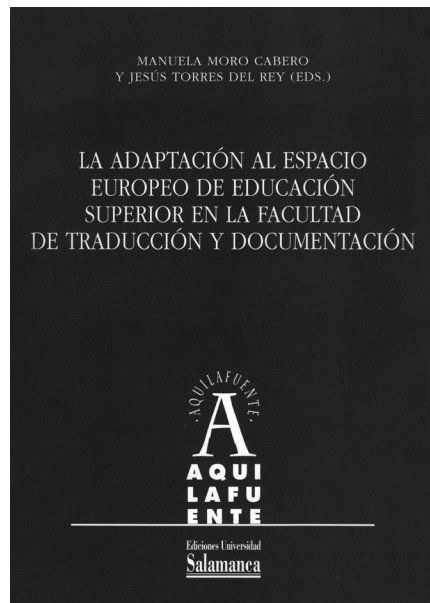 MANUELA MORO CABERO
Y JESÚS TORRES DEL REY (EDS.)
LA ADAPTACIÓN AL ESPACIO
EUROPEO DE EDUCACIÓN
SUPERIOR EN LA FACULTAD
DE TRADUCCIÓN Y DOCUMENTACIÓN
·AQUILAFUENTE·
A
AQUI
LAFU
ENTE
Ediciones Universidad
Salamanca